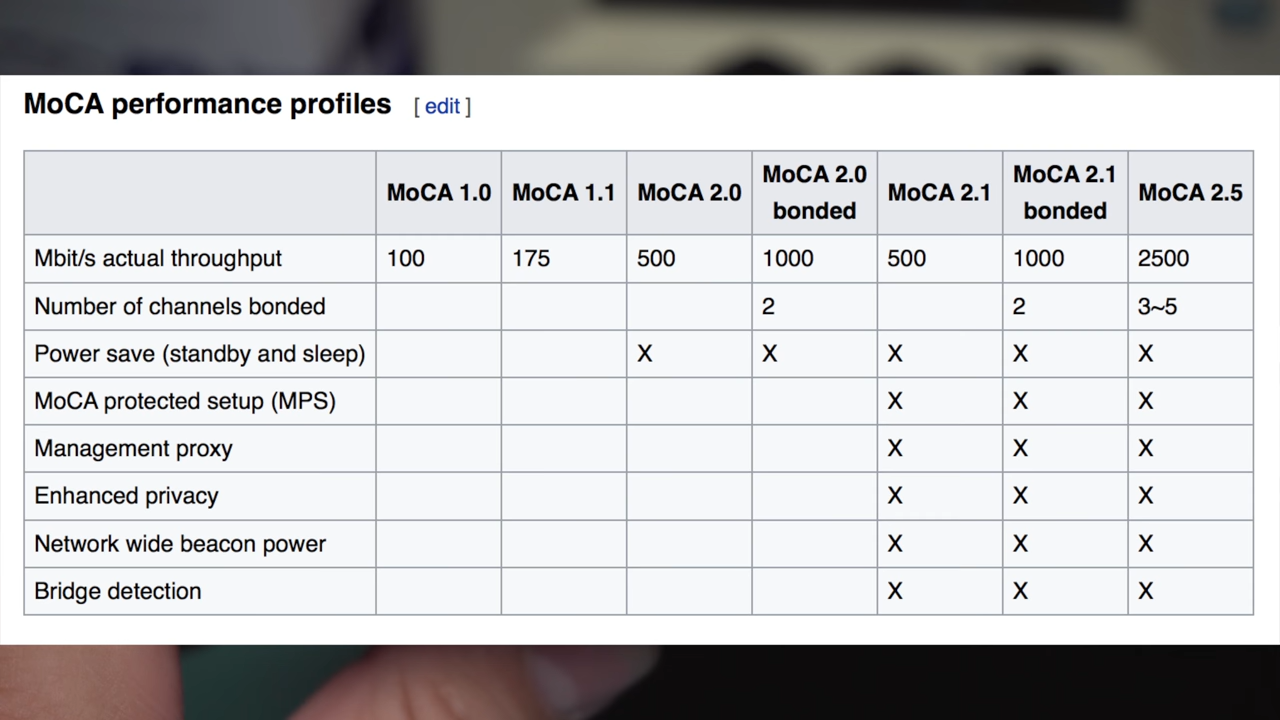 MoCA performance profiles [ edit ]
MoCA 1.0 MoCA 1.1 MoCA 2.0 MoCA 2.0 bonded MoCA 2.1 MoCA 2.1 bonded MoCA 2.5
Mbit/s actual throughput 100 175 500 1000 500 1000 2500
Number of channels bonded 2 2 3~5
Power save (standby and sleep) X X X X X
MoCA protected setup (MPS) X X X
Management proxy X X X
Enhanced privacy X X X
Network wide beacon power X X X
Bridge detection X X X